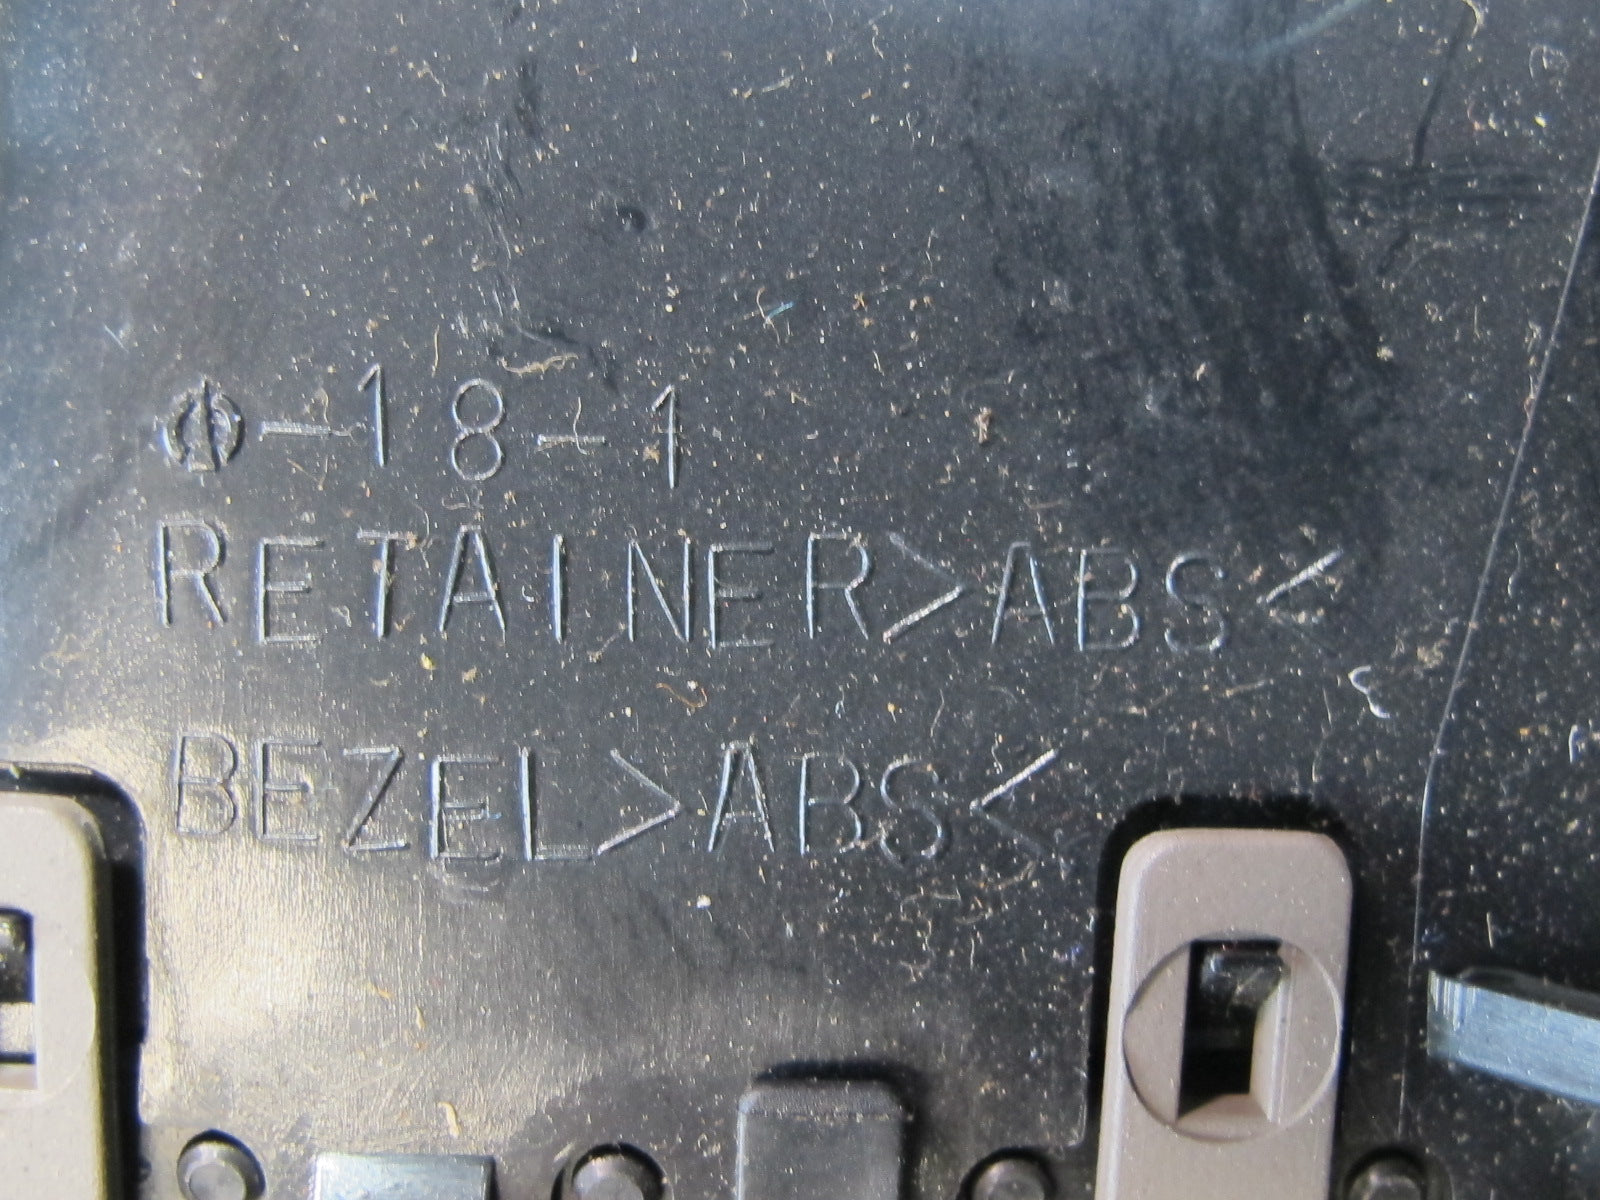 -18-1
RETAINER>ABS<
BEZEL>ABS<